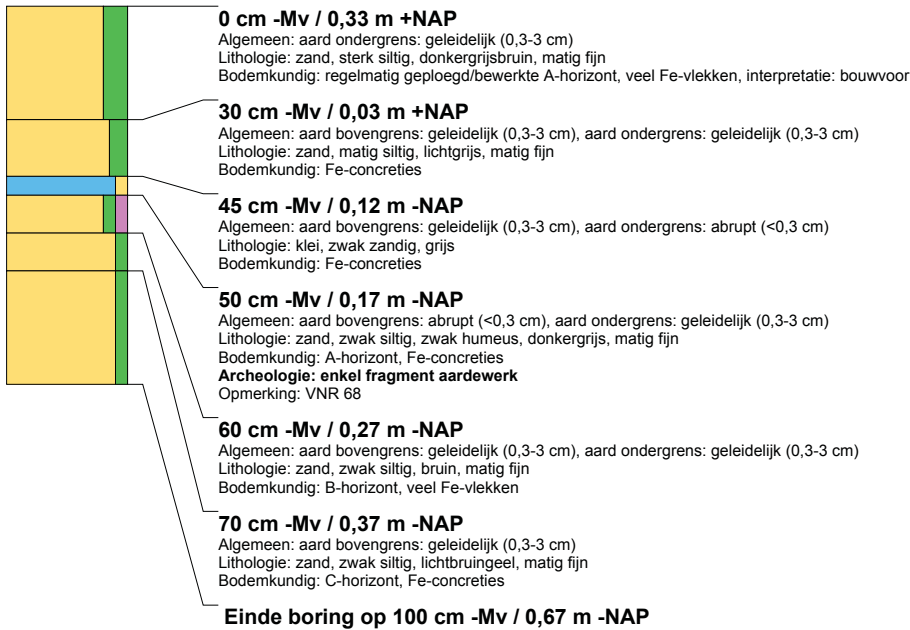 0 cm -Mv / 0,33 m +NAP
Algemeen: aard ondergrens: geleidelijk (0,3-3 cm)
Lithologie: zand, sterk siltig, donkergrijsbruin, matig fijn
Bodemkundig: regelmatig geploegd/bewerkte A-horizont, veel Fe-vlekken, interpretatie: bouwvoor
30 cm -Mv / 0,03 m +NAP
Algemeen: aard bovengrens: geleidelijk (0,3-3 cm), aard ondergrens: geleidelijk (0,3-3 cm)
Lithologie: zand, matig siltig, lichtgrijs, matig fijn
Bodemkundig: Fe-concreties
45 cm -Mv / 0,12 m -NAP
Algemeen: aard bovengrens: geleidelijk (0,3-3 cm), aard ondergrens: abrupt (<0,3 cm)
Lithologie: klei, zwak zandig, grijs
Bodemkundig: Fe-concreties
50 cm -Mv / 0,17 m -NAP
Algemeen: aard bovengrens: abrupt (<0,3 cm), aard ondergrens: geleidelijk (0,3-3 cm)
Lithologie: zand, zwak siltig, zwak humeus, donkergrijs, matig fijn
Bodemkundig: A-horizont, Fe-concreties
Archeologie: enkel fragment aardewerk
Opmerking: VNR 68
60 cm -Mv / 0,27 m -NAP
Algemeen: aard bovengrens: geleidelijk (0,3-3 cm), aard ondergrens: geleidelijk (0,3-3 cm)
Lithologie: zand, zwak siltig, bruin, matig fijn
Bodemkundig: B-horizont, veel Fe-vlekken
70 cm -Mv / 0,37 m -NAP
Algemeen: aard bovengrens: geleidelijk (0,3-3 cm)
Lithologie: zand, zwak siltig, lichtbruingeel, matig fijn
Bodemkundig: C-horizont, Fe-concreties
Einde boring op 100 cm -Mv / 0,67 m -NAP